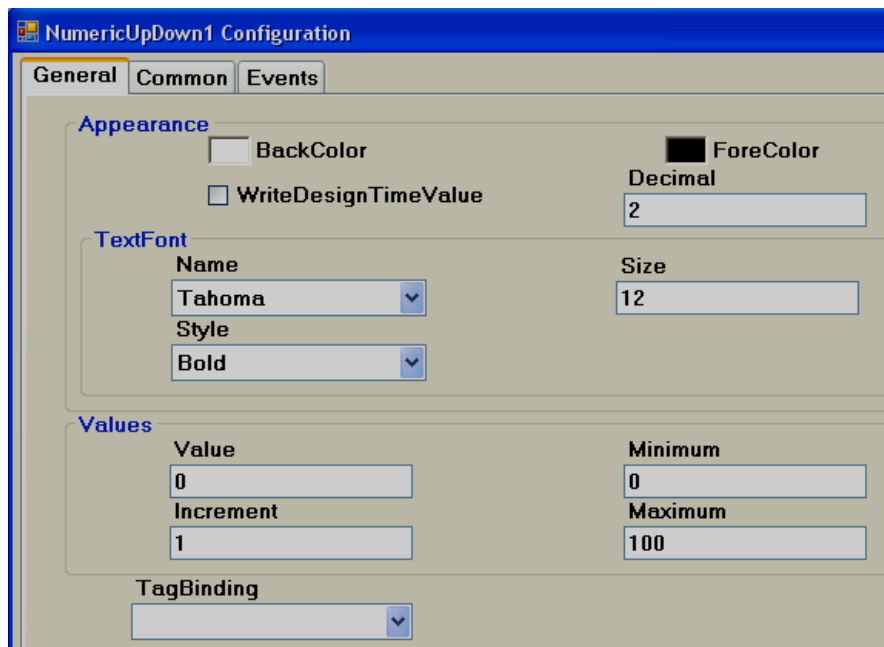 NumericUpDown1 Configuration
General Common Events
Appearance
BackColor ForeColor
WriteDesignTimeValue Decimal
2
TextFont
Name Size
Tahoma 12
Style
Bold
Values
Value Minimum
0 0
Increment Maximum
1 100
TagBinding